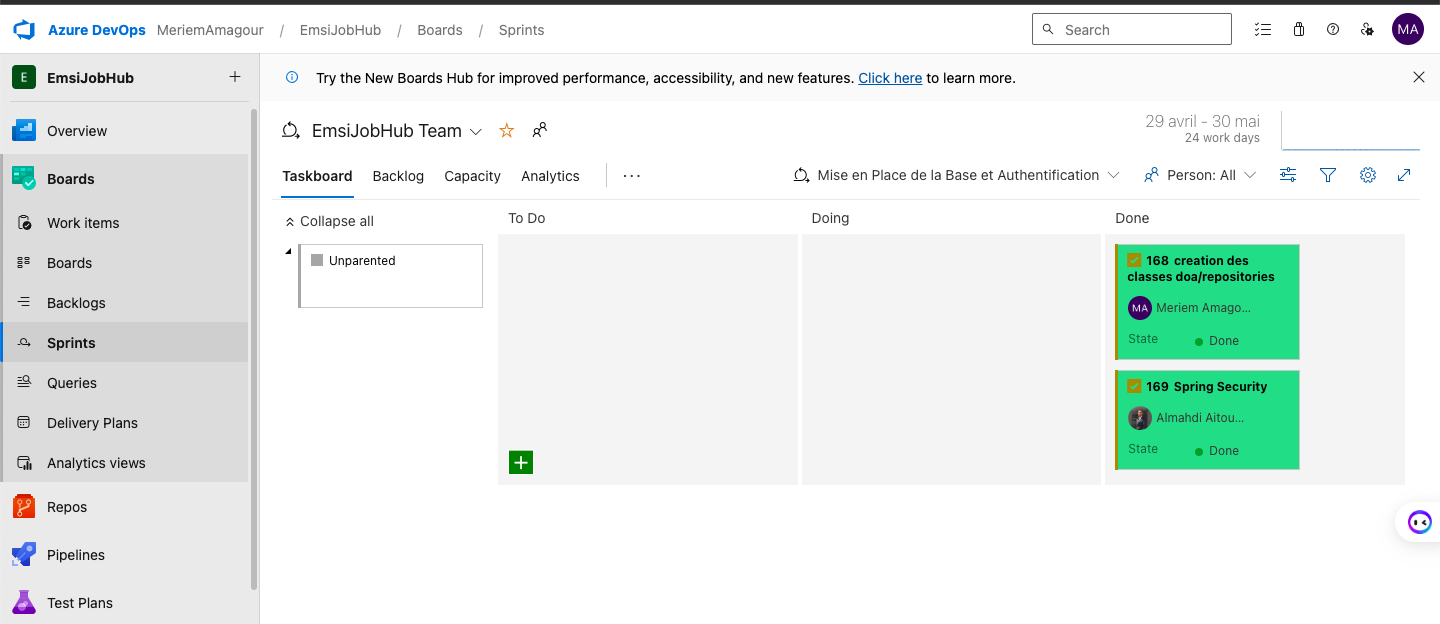 Azure DevOps MeriemAmagour / EmsiJobHub / Boards / Sprints
Search
MA
E EmsiJobHub
Try the New Boards Hub for improved performance, accessibility, and new features. Click here to learn more.
Overview
Boards
Work items
Boards
Backlogs
Sprints
Queries
Delivery Plans
Analytics views
Repos
Pipelines
Test Plans
EmsiJobHub Team
29 avril - 30 mai
24 work days
Taskboard Backlog Capacity Analytics
Mise en Place de la Base et Authentification
Person: All
Collapse all
To Do
Doing
Done
Unparented
168 creation des
classes doa/repositories
MA Meriem Amago...
State Done
169 Spring Security
Almahdi Aitou...
State Done